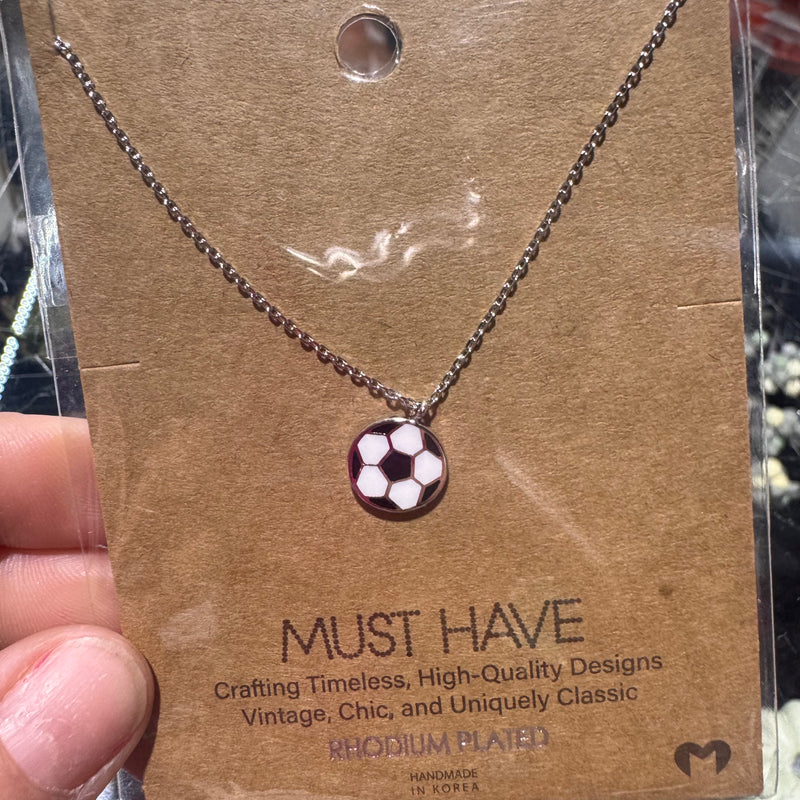 MUST HAVE
Crafting Timeless, High-Quality Designs
Vintage, Chic, and Uniquely Classic
RHODIUM PLATED
HANDMADE
IN KOREA